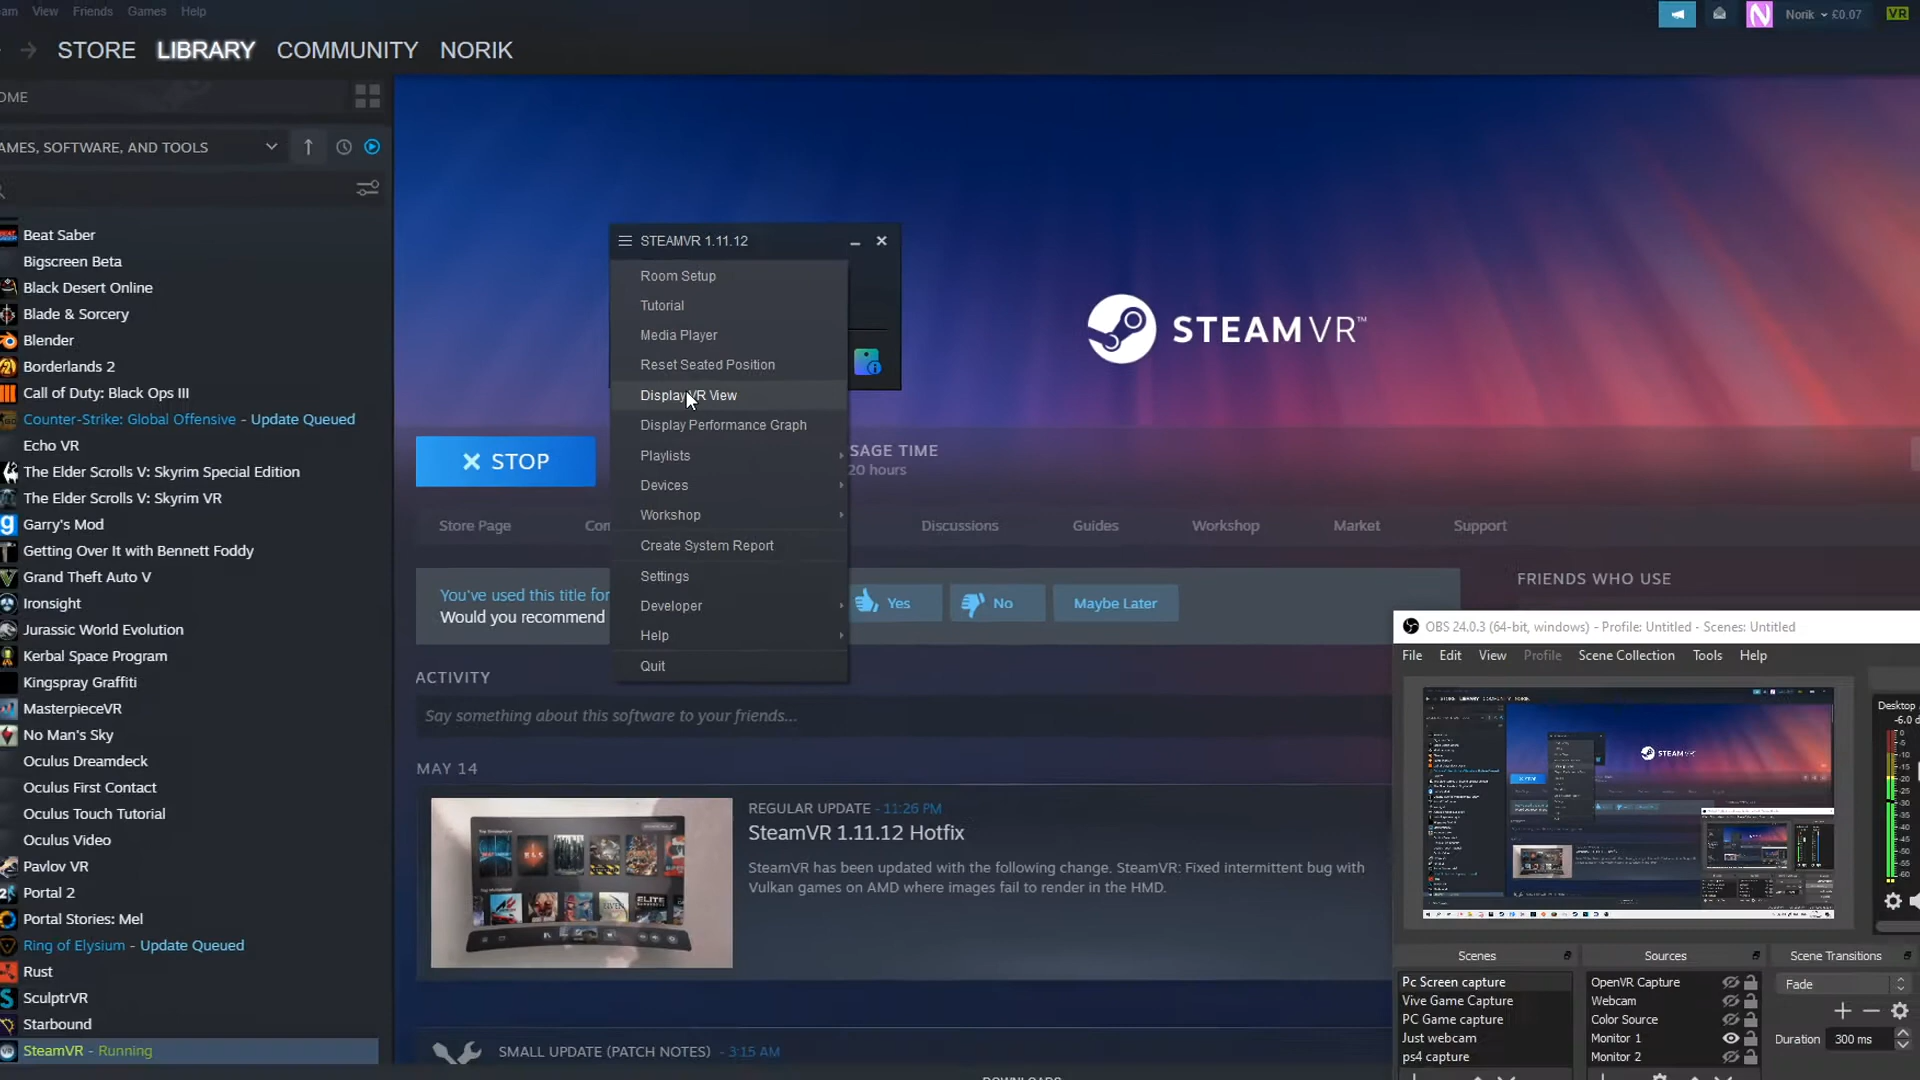 am View Friends Games Help
Norik £0.07 VR
STORE LIBRARY COMMUNITY NORIK
OME
AMES, SOFTWARE, AND TOOLS
Beat Saber
Bigscreen Beta
Black Desert Online
Blade & Sorcery
Blender
Borderlands 2
Call of Duty: Black Ops III
Counter-Strike: Global Offensive - Update Queued
Echo VR
The Elder Scrolls V: Skyrim Special Edition
The Elder Scrolls V: Skyrim VR
Garry's Mod
Getting Over It with Bennett Foddy
Grand Theft Auto V
Ironsight
Jurassic World Evolution
Kerbal Space Program
Kingspray Graffiti
MasterpieceVR
No Man's Sky
Oculus Dreamdeck
Oculus First Contact
Oculus Touch Tutorial
Oculus Video
Pavlov VR
Portal 2
Portal Stories: Mel
Ring of Elysium - Update Queued
Rust
SculptrVR
Starbound
SteamVR - Running
STEAMVR™
STEAMVR 1.11.12
Room Setup
Tutorial
Media Player
Reset Seated Position
Display VR View
Display Performance Graph
Playlists
Devices
Workshop
Create System Report
Settings
Developer
Help
Quit
STOP
SAGE TIME
20 hours
Store Page Con Discussions Guides Workshop Market Support
You've used this title for
Would you recommend
Yes No Maybe Later
FRIENDS WHO USE
ACTIVITY
Say something about this software to your friends...
MAY 14
REGULAR UPDATE - 11:26 PM
SteamVR 1.11.12 Hotfix
SteamVR has been updated with the following change. SteamVR: Fixed intermittent bug with
Vulkan games on AMD where images fail to render in the HMD.
SMALL UPDATE (PATCH NOTES) - 3:15 AM
OBS 24.0.3 (64-bit, windows) - Profile: Untitled - Scenes: Untitled
File Edit View Profile Scene Collection Tools Help
STEAMVR
Desktop
-6.0 d
Scenes
Pc Screen capture
Vive Game Capture
PC Game capture
Just webcam
ps4 capture
Sources
OpenVR Capture
Webcam
Color Source
Monitor 1
Monitor 2
Scene Transitions
Fade
Duration 300 ms